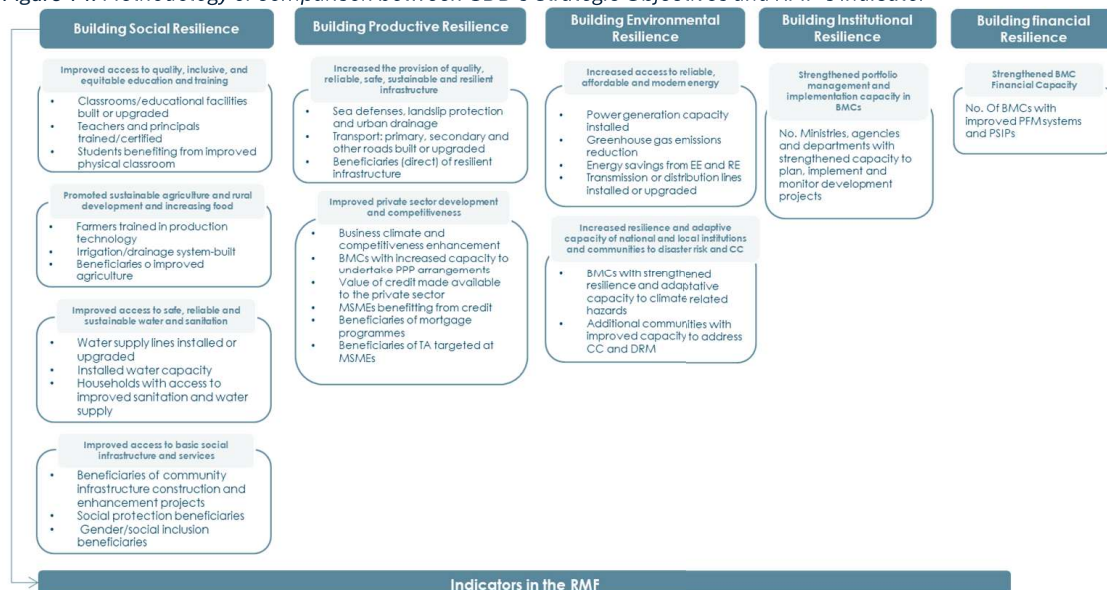 Methodology of Comparison between CDB's Strategic Objectives and RMF's Indicator
Building Social Resilience
Improved access to quality, inclusive, and
equitable education and training
• Classrooms/educational facilities
built or upgraded
• Teachers and principals
trained/certified
• Students benefiting from improved
physical classroom
Promoted sustainable agriculture and rural
development and increasing food
• Farmers trained in production
technology
• Irrigation/drainage system-built
• Beneficiaries o improved
agriculture
Improved access to safe, reliable and
sustainable water and sanitation
• Water supply lines installed or
upgraded
• Installed water capacity
• Households with access to
improved sanitation and water
supply
Improved access to basic social
infrastructure and services
• Beneficiaries of community
infrastructure construction and
enhancement projects
• Social protection beneficiaries
• Gender/social inclusion
beneficiaries
Building Productive Resilience
Increased the provision of quality,
reliable, safe, sustainable and resilient
infrastructure
• Sea defenses, landslip protection
and urban drainage
• Transport: primary, secondary and
other roads built or upgraded
• Beneficiaries (direct) of resilient
infrastructure
Improved private sector development
and competitiveness
• Business climate and
competitiveness enhancement
• BMCs with increased capacity to
undertake PPP arrangements
• Value of credit made available
to the private sector
• MSMEs benefitting from credit
• Beneficiaries of mortgage
programmes
• Beneficiaries of TA targeted at
MSMEs
Building Environmental
Resilience
Increased access to reliable,
affordable and modern energy
• Power generation capacity
installed
• Greenhouse gas emissions
reduction
• Energy savings from EE and RE
• Transmission or distribution lines
installed or upgraded
Increased resilience and adaptive
capacity of national and local institutions
and communities to disaster risk and CC
• BMCs with strengthened
resilience and adaptative
capacity to climate related
hazards
• Additional communities with
improved capacity to address
CC and DRM
Building Institutional
Resilience
Strengthened portfolio
management and
implementation capacity in
BMCs
No. Ministries, agencies
and departments with
strengthened capacity to
plan, implement and
monitor development
projects
Building financial
Resilience
Strengthened BMC
Financial Capacity
No. Of BMCs with
improved PFM systems
and PSIPs
Indicators in the RMF